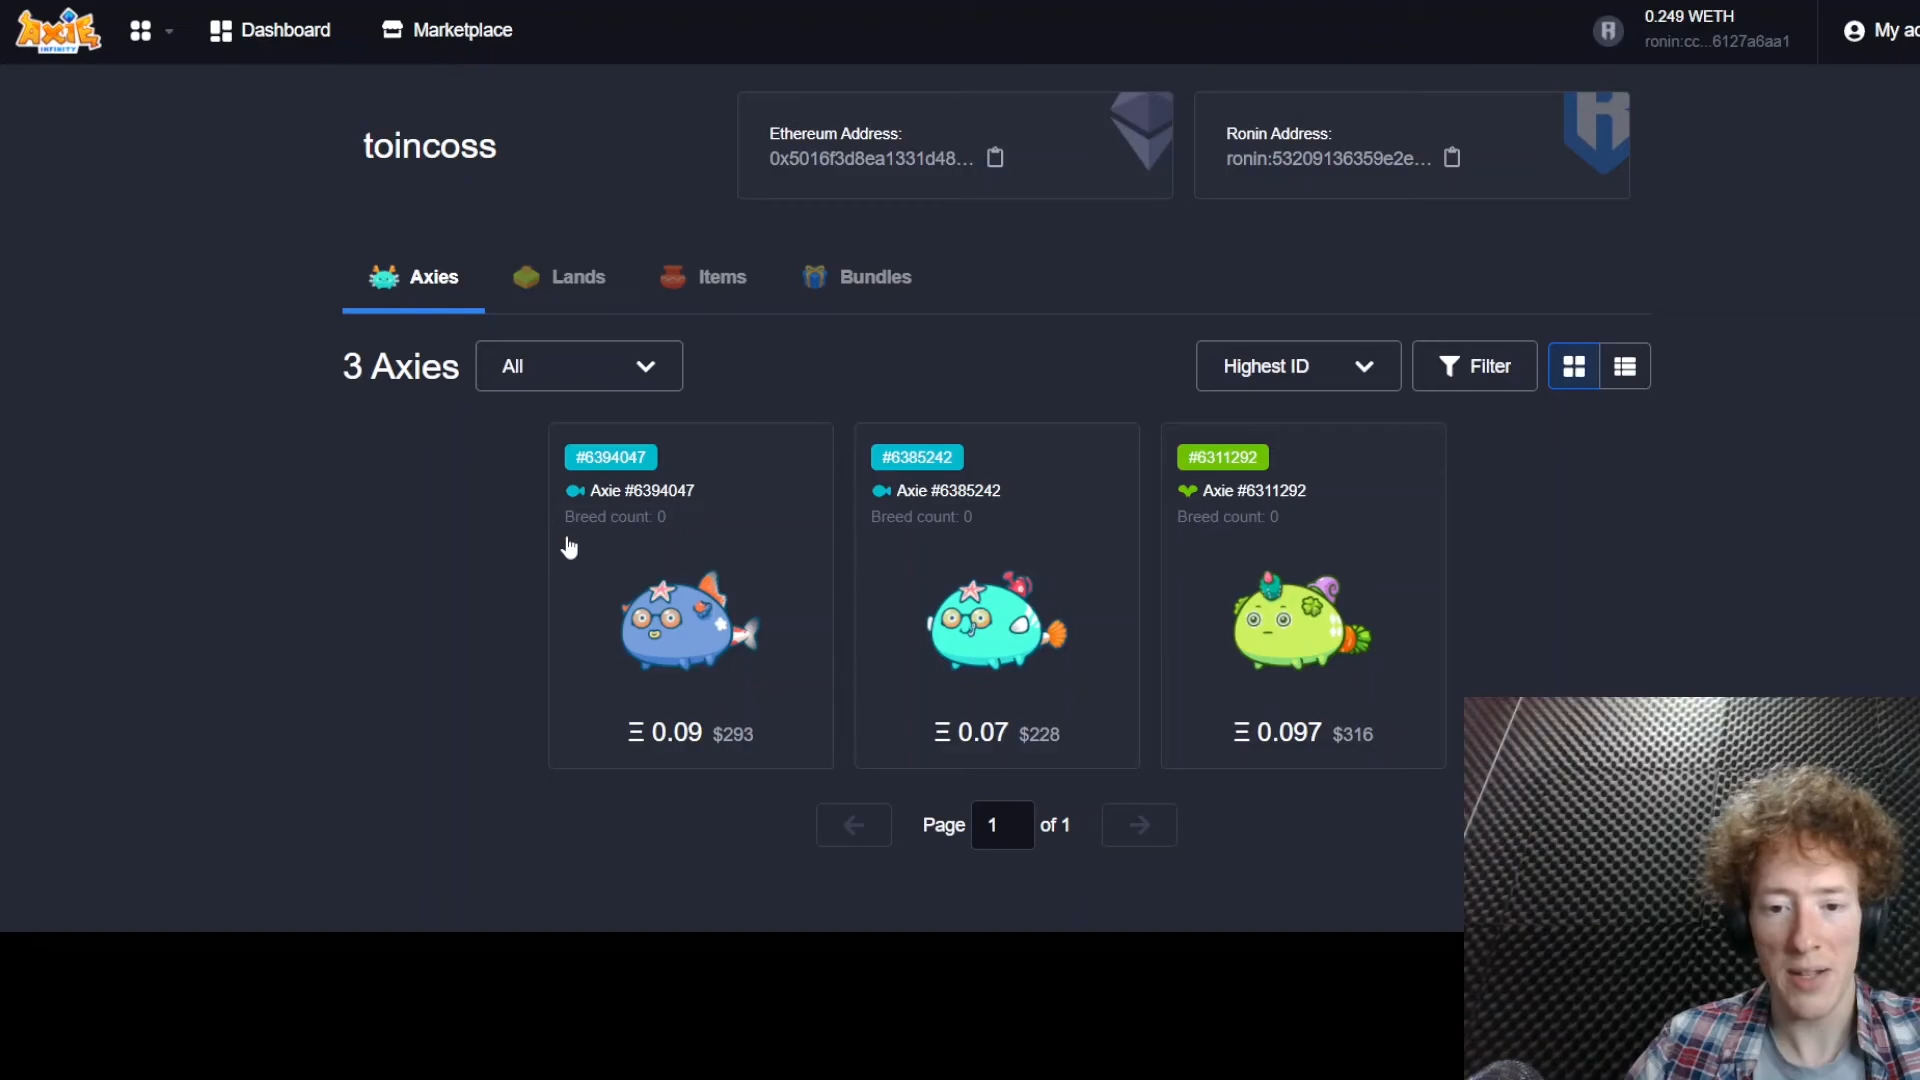 AXIE
INFINITY
Dashboard
Marketplace
0.249 WETH
ronin:cc...6127a6aa1
My ac
toincoss
Ethereum Address:
0x5016f3d8ea1331d48...
Ronin Address:
ronin:53209136359e2e...
Axies
Lands
Items
Bundles
3 Axies
All
Highest ID
Filter
#6394047
Axie #6394047
Breed count: 0
Ξ 0.09 $293
#6385242
Axie #6385242
Breed count: 0
Ξ 0.07 $228
#6311292
Axie #6311292
Breed count: 0
Ξ 0.097 $316
Page 1 of 1